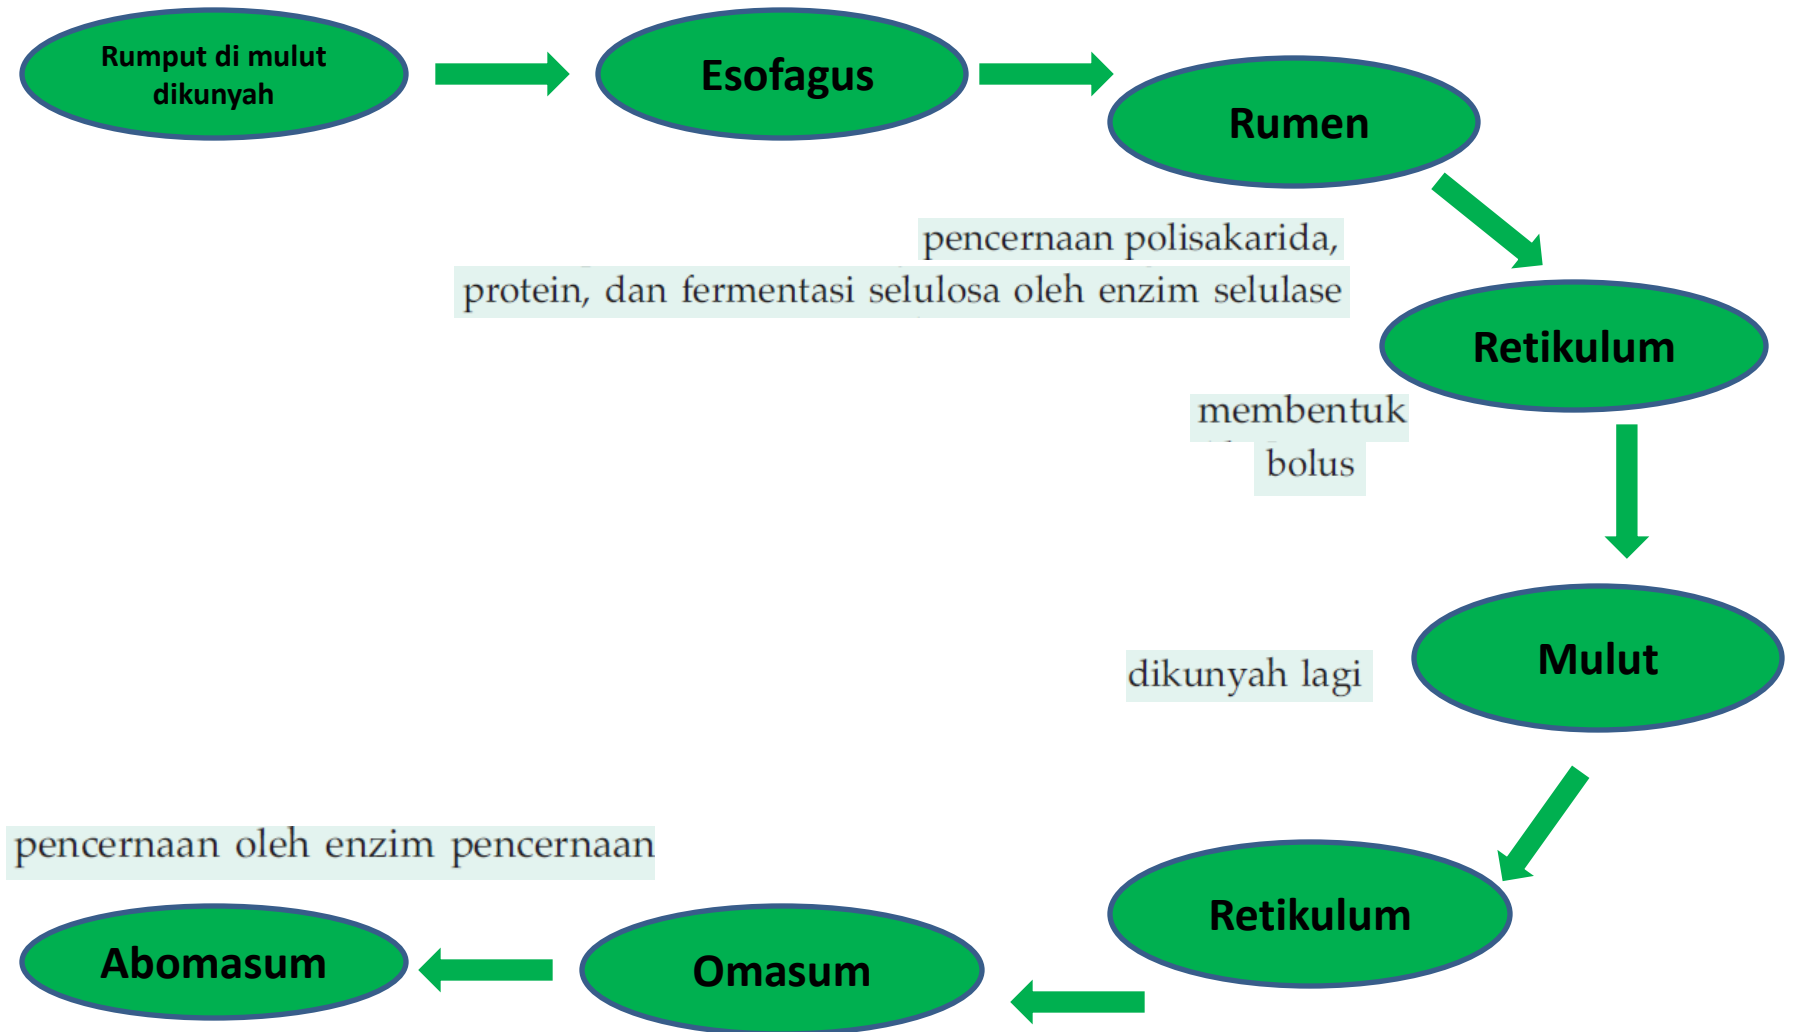 Rumput di mulut
dikunyah
Esofagus
Rumen
pencernaan polisakarida,
protein, dan fermentasi selulosa oleh enzim selulase
Retikulum
membentuk
bolus
Mulut
dikunyah lagi
Retikulum
Omasum
pencernaan oleh enzim pencernaan
Abomasum